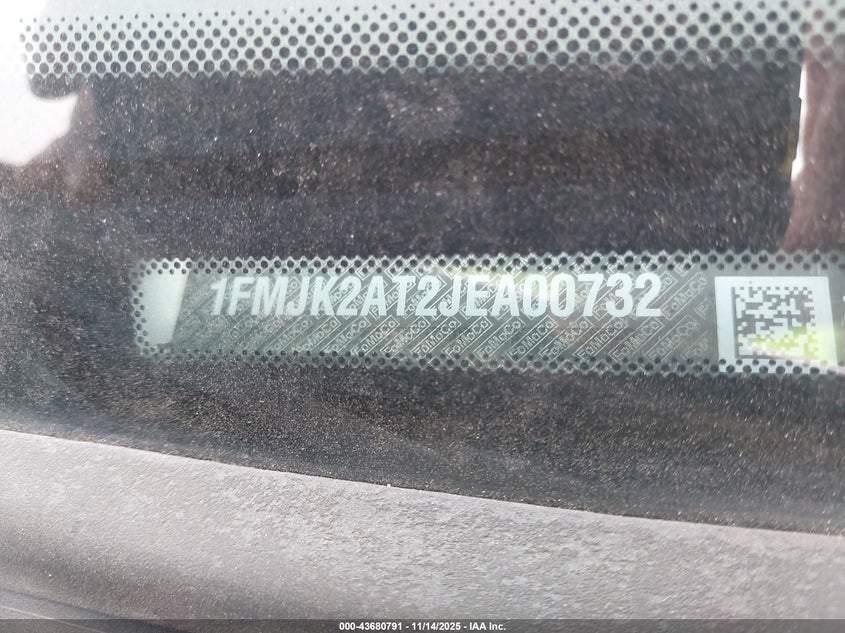 1FMJK2AT2JEA00732
000-43680791 - 11/14/2025 - IAA Inc.